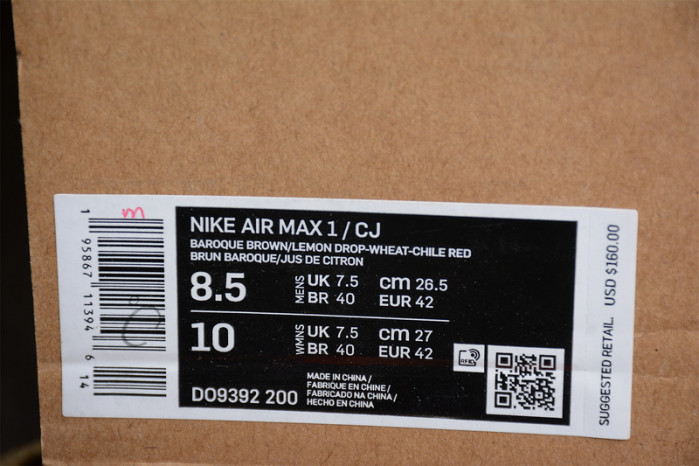 NIKE AIR MAX 1 / CJ
BAROQUE BROWN/LEMON DROP-WHEAT-CHILE RED
BRUN BAROQUE/JUS DE CITRON
8.5 MENS UK 7.5 cm 26.5
BR 40 EUR 42
10 WMNS UK 7.5 cm 27
BR 40 EUR 42
RFID
DO9392 200
MADE IN CHINA /
FABRIQUE EN CHINE /
FABRICADO NA CHINA /
HECHO EN CHINA
1 95867 11394 6 14
SUGGESTED RETAIL. USD $160.00